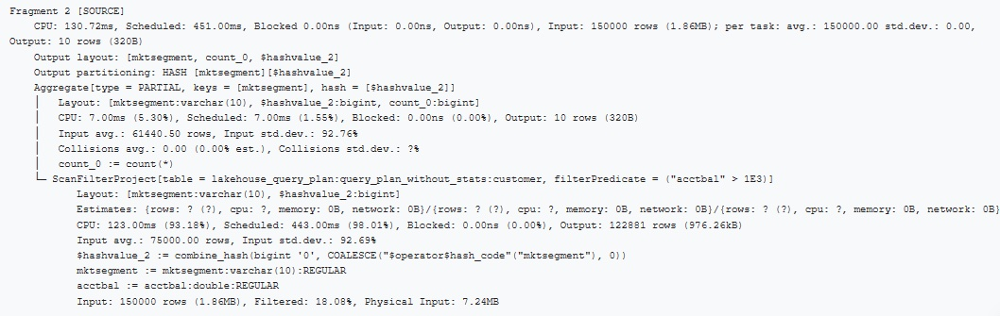 Fragment 2 [SOURCE]
CPU: 130.72ms, Scheduled: 451.00ms, Blocked 0.00ns (Input: 0.00ns, Output: 0.00ns), Input: 150000 rows (1.86MB); per task: avg.: 150000.00 std.dev.: 0.00,
Output: 10 rows (320B)
Output layout: [mktsegment, count_0, $hashvalue_2]
Output partitioning: HASH [mktsegment][$hashvalue_2]
Aggregate[type = PARTIAL, keys = [mktsegment], hash = [$hashvalue_2]]
│ Layout: [mktsegment:varchar(10), $hashvalue_2:bigint, count_0:bigint]
│ CPU: 7.00ms (5.30%), Scheduled: 7.00ms (1.55%), Blocked: 0.00ns (0.00%), Output: 10 rows (320B)
│ Input avg.: 61440.50 rows, Input std.dev.: 92.76%
│ Collisions avg.: 0.00 (0.00% est.), Collisions std.dev.: ?%
│ count_0 := count(*)
└─ ScanFilterProject[table = lakehouse_query_plan:query_plan_without_stats:customer, filterPredicate = ("acctbal" > 1E3)]
Layout: [mktsegment:varchar(10), $hashvalue_2:bigint]
Estimates: {rows: ? (?), cpu: ?, memory: 0B, network: 0B}/{rows: ? (?), cpu: ?, memory: 0B, network: 0B}/{rows: ? (?), cpu: ?, memory: 0B, network: 0B}
CPU: 123.00ms (93.18%), Scheduled: 443.00ms (98.01%), Blocked: 0.00ns (0.00%), Output: 122881 rows (976.26kB)
Input avg.: 75000.00 rows, Input std.dev.: 92.69%
$hashvalue_2 := combine_hash(bigint '0', COALESCE("$operator$hash_code"("mktsegment"), 0))
mktsegment := mktsegment:varchar(10):REGULAR
acctbal := acctbal:double:REGULAR
Input: 150000 rows (1.86MB), Filtered: 18.08%, Physical Input: 7.24MB